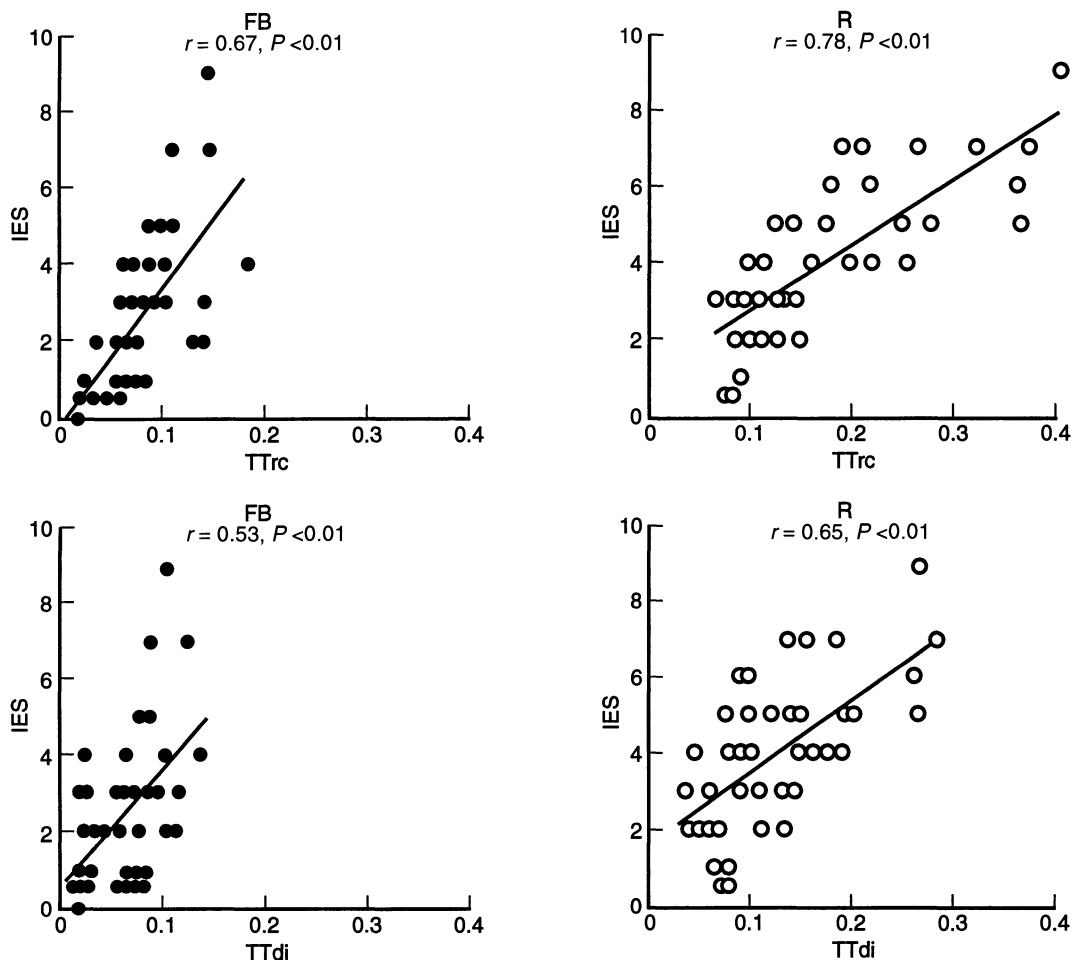 FB
r = 0.67, P <0.01
10
8
6
4
2
0
IES
0
0.1
0.2
0.3
0.4
TTrc
R
r = 0.78, P <0.01
10
8
6
4
2
0
IES
0
0.1
0.2
0.3
0.4
TTrc
FB
r = 0.53, P <0.01
10
8
6
4
2
0
IES
0
0.1
0.2
0.3
0.4
TTdi
R
r = 0.65, P <0.01
10
8
6
4
2
0
IES
0
0.1
0.2
0.3
0.4
TTdi